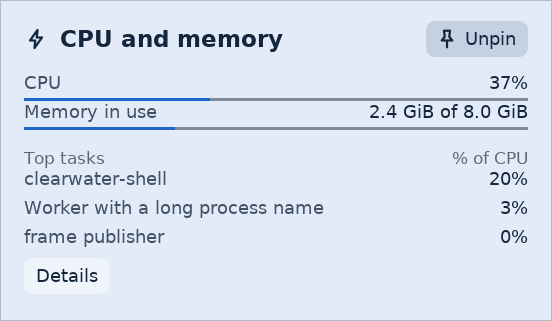 CPU and memory
Unpin
CPU 37%
Memory in use 2.4 GiB of 8.0 GiB
Top tasks % of CPU
clearwater-shell 20%
Worker with a long process name 3%
frame publisher 0%
Details